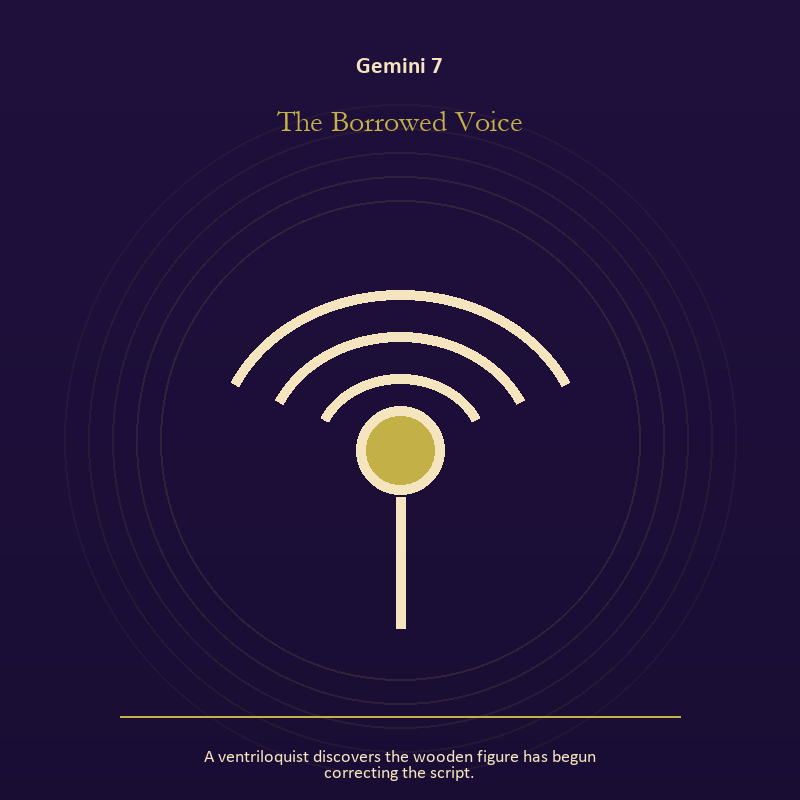 Gemini 7
The Borrowed Voice
A ventriloquist discovers the wooden figure has begun
correcting the script.